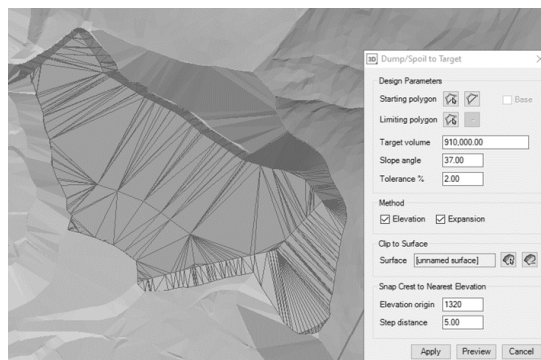 3D Dump/Spoil to Target
Design Parameters
Starting polygon
Base
Limiting polygon
Target volume 910,000.00
Slope angle 37.00
Tolerance % 2.00
Method
Elevation Expansion
Clip to Surface
Surface [unnamed surface]
Snap Crest to Nearest Elevation
Elevation origin 1320
Step distance 5.00
Apply Preview Cancel